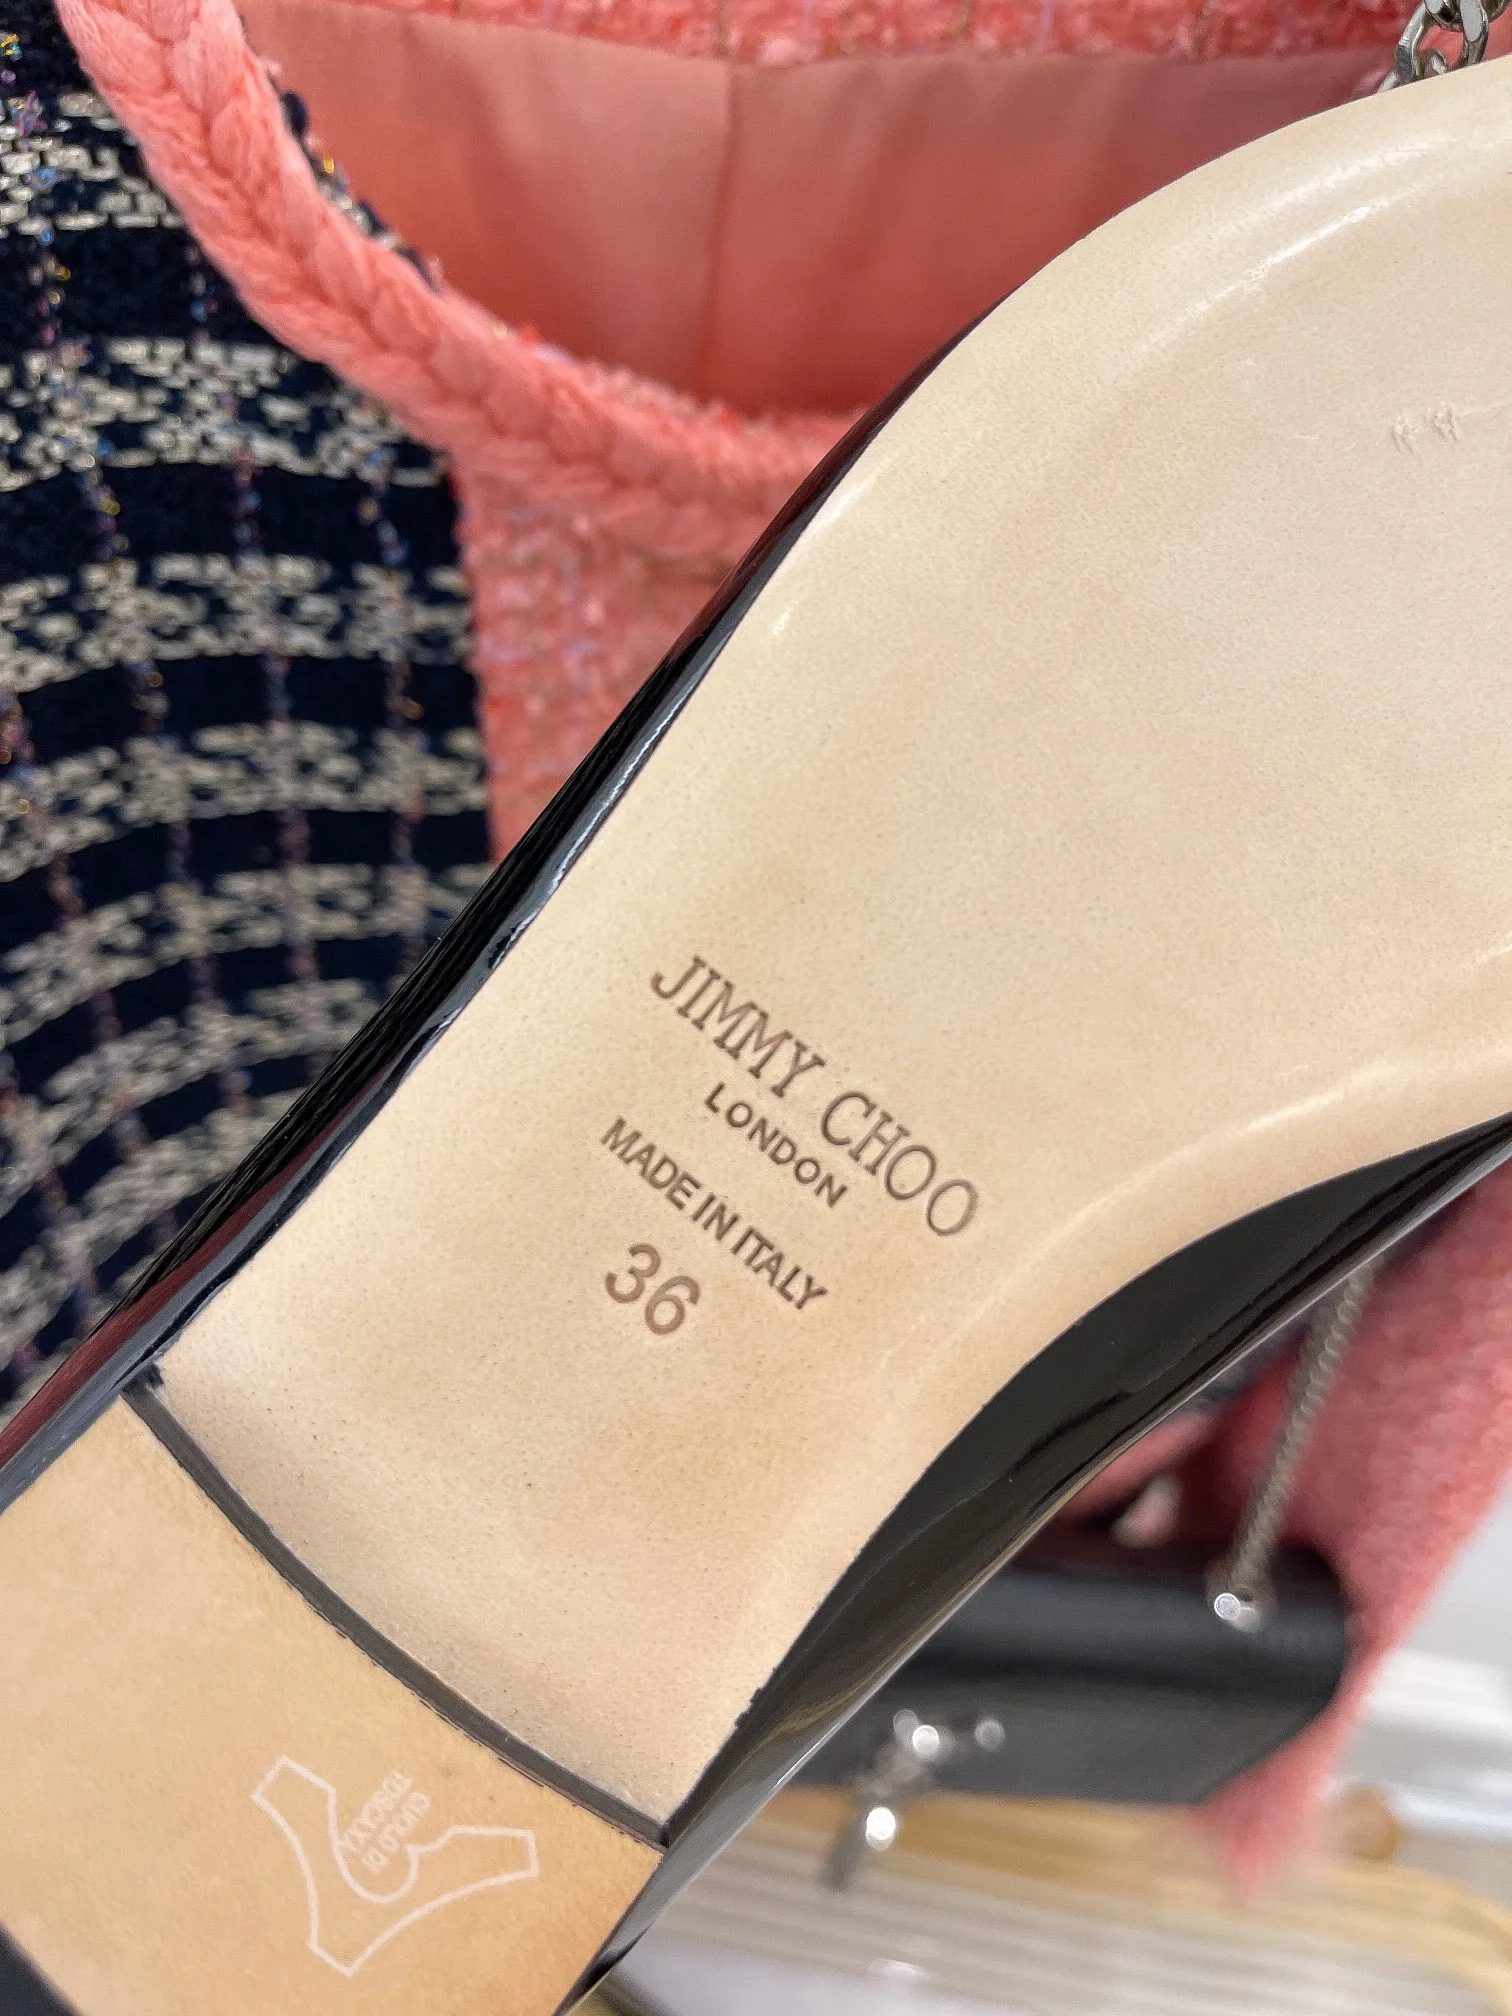 JIMMY CHOO
LONDON
MADE IN ITALY
36
CUOIO DI
TOSCANA